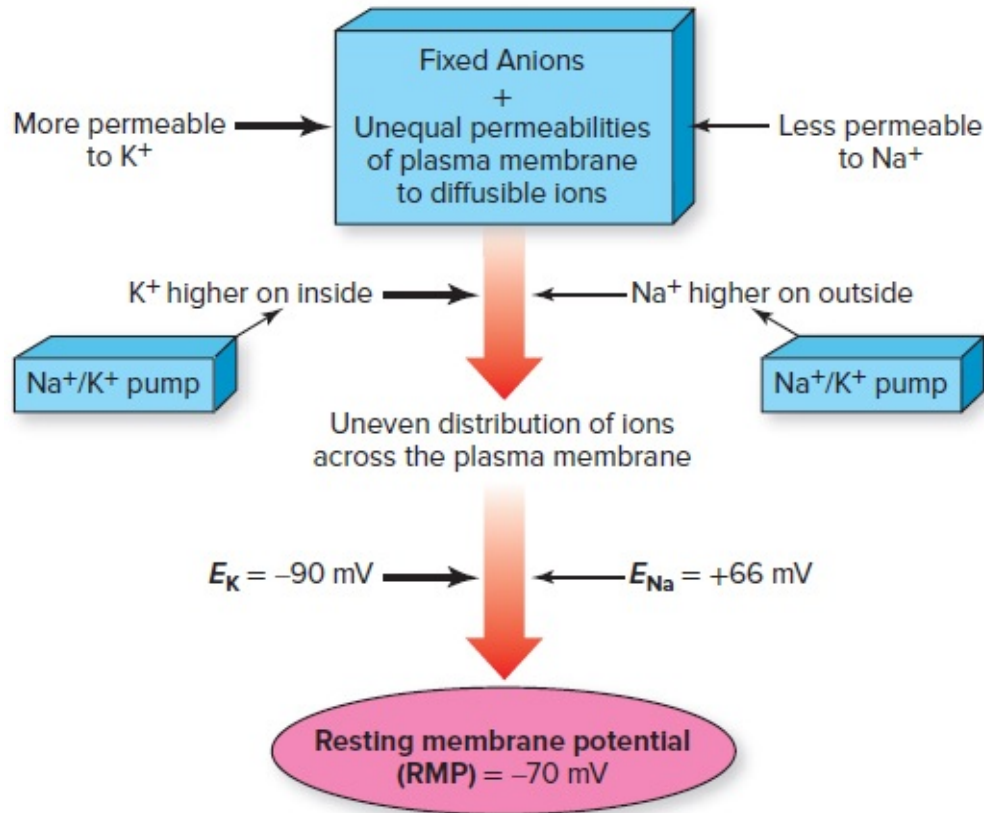 Fixed Anions
+
Unequal permeabilities
of plasma membrane
to diffusible ions
More permeable
to K⁺
Less permeable
to Na⁺
K⁺ higher on inside
Na⁺ higher on outside
Na⁺/K⁺ pump
Na⁺/K⁺ pump
Uneven distribution of ions
across the plasma membrane
E_K = –90 mV
E_Na = +66 mV
Resting membrane potential
(RMP) = –70 mV